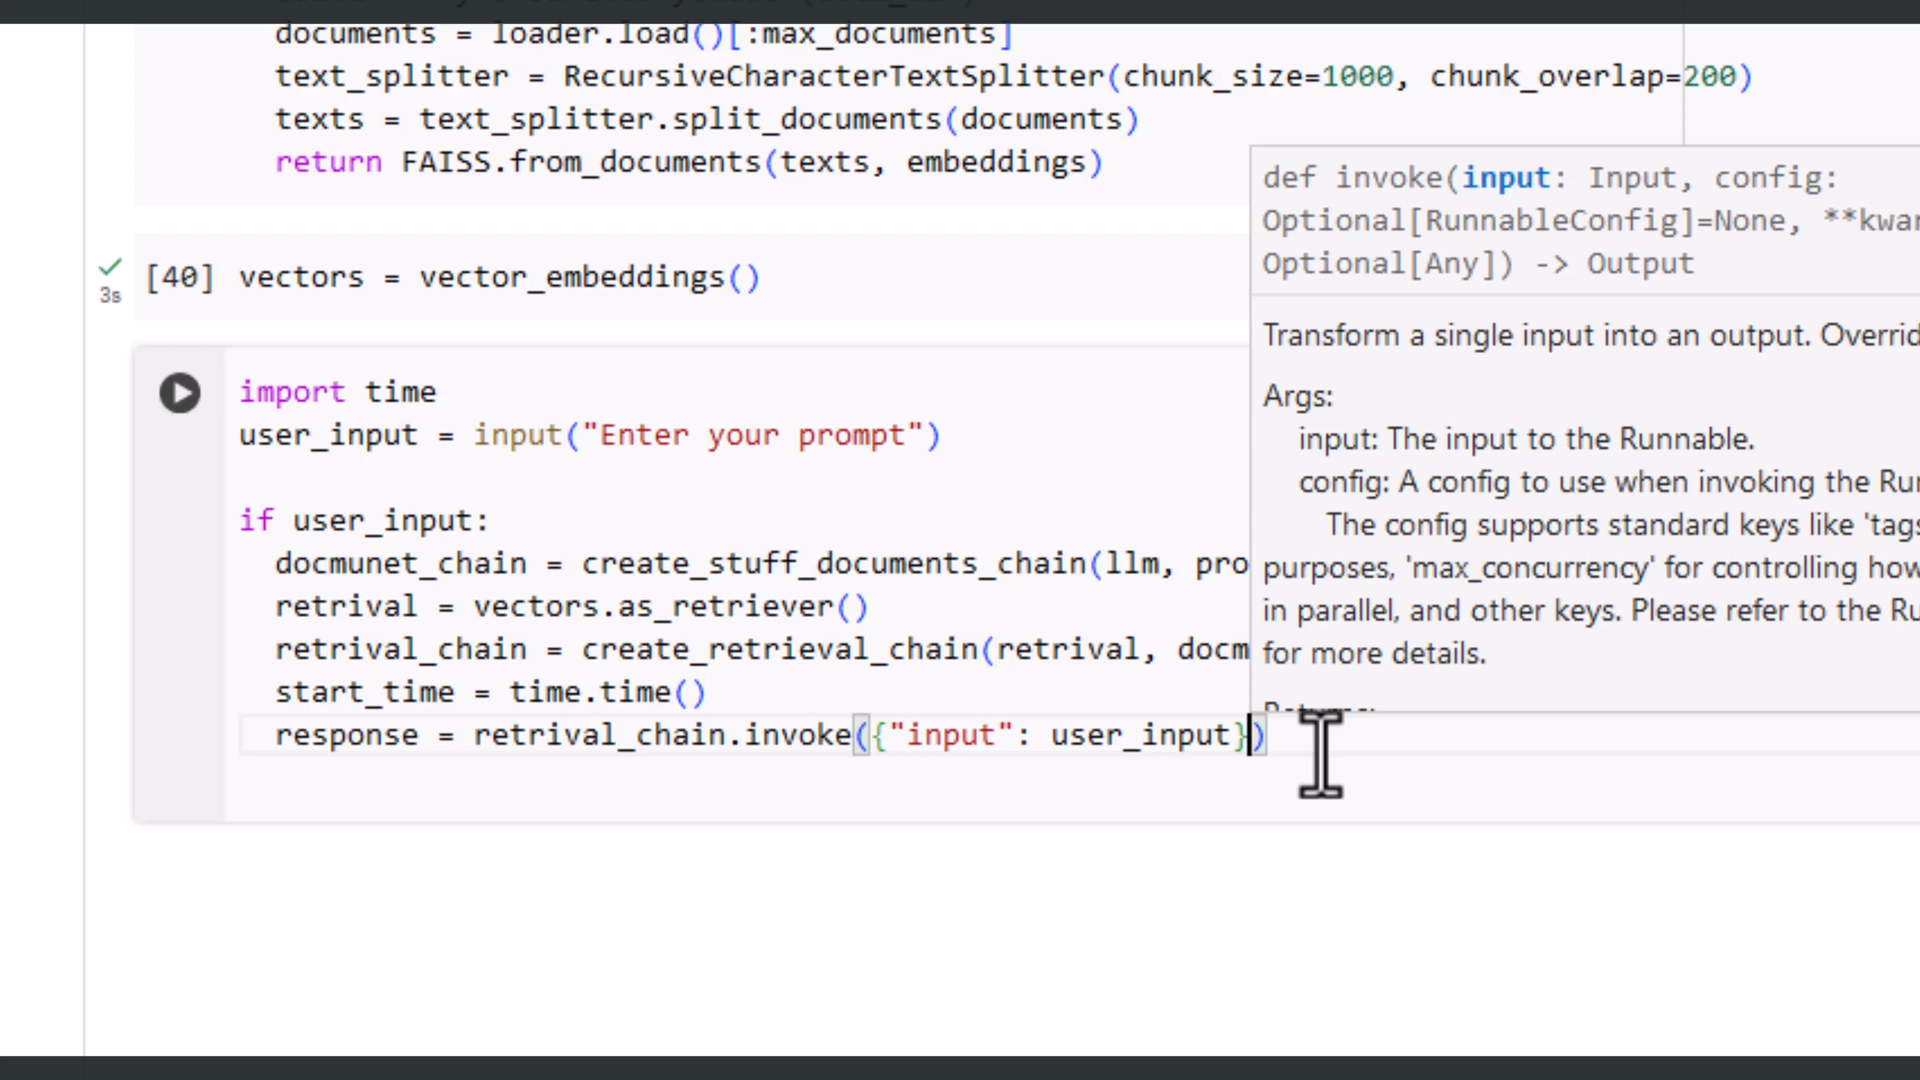 documents = loader.load()[:max_documents]
text_splitter = RecursiveCharacterTextSplitter(chunk_size=1000, chunk_overlap=200)
texts = text_splitter.split_documents(documents)
return FAISS.from_documents(texts, embeddings)
def invoke(input: Input, config:
Optional[RunnableConfig]=None, **kwar
Optional[Any]) -> Output
[40] vectors = vector_embeddings()
3s
Transform a single input into an output. Overrid
Args:
input: The input to the Runnable.
config: A config to use when invoking the Run
The config supports standard keys like 'tags
purposes, 'max_concurrency' for controlling how
in parallel, and other keys. Please refer to the Ru
for more details.
import time
user_input = input("Enter your prompt")
if user_input:
docmunet_chain = create_stuff_documents_chain(llm, pro
retrival = vectors.as_retriever()
retrival_chain = create_retrieval_chain(retrival, docm
start_time = time.time()
response = retrival_chain.invoke({"input": user_input})